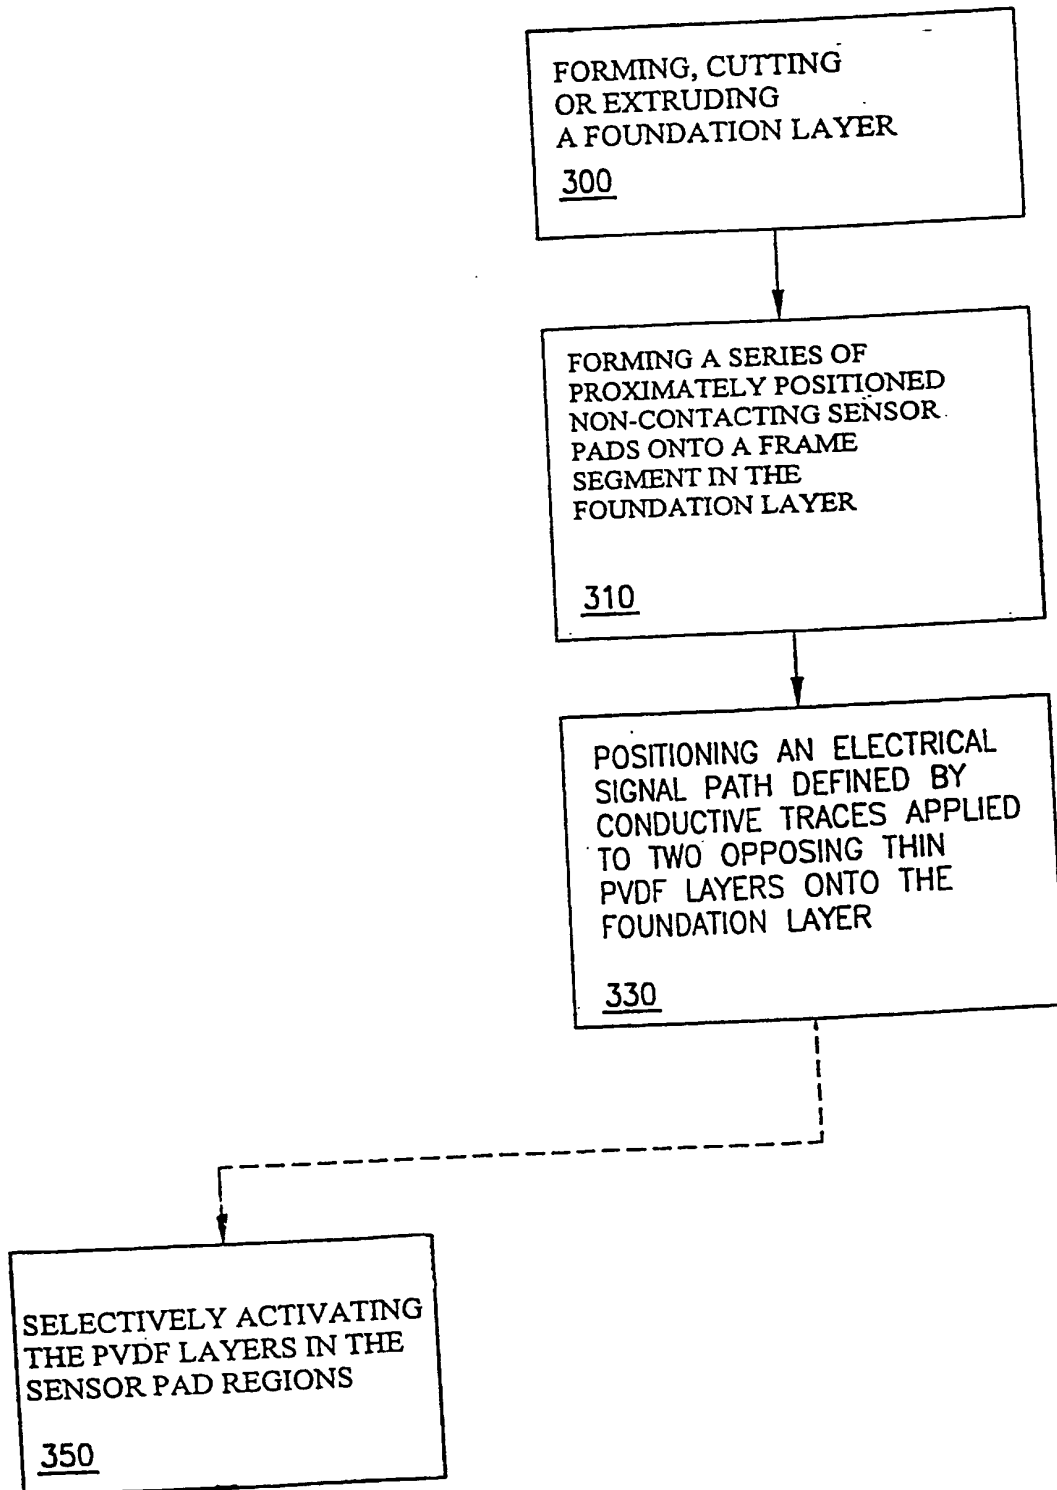 FORMING, CUTTING
OR EXTRUDING
A FOUNDATION LAYER
300
FORMING A SERIES OF
PROXIMATELY POSITIONED
NON-CONTACTING SENSOR
PADS ONTO A FRAME
SEGMENT IN THE
FOUNDATION LAYER
310
POSITIONING AN ELECTRICAL
SIGNAL PATH DEFINED BY
CONDUCTIVE TRACES APPLIED
TO TWO OPPOSING THIN
PVDF LAYERS ONTO THE
FOUNDATION LAYER
330
SELECTIVELY ACTIVATING
THE PVDF LAYERS IN THE
SENSOR PAD REGIONS
350